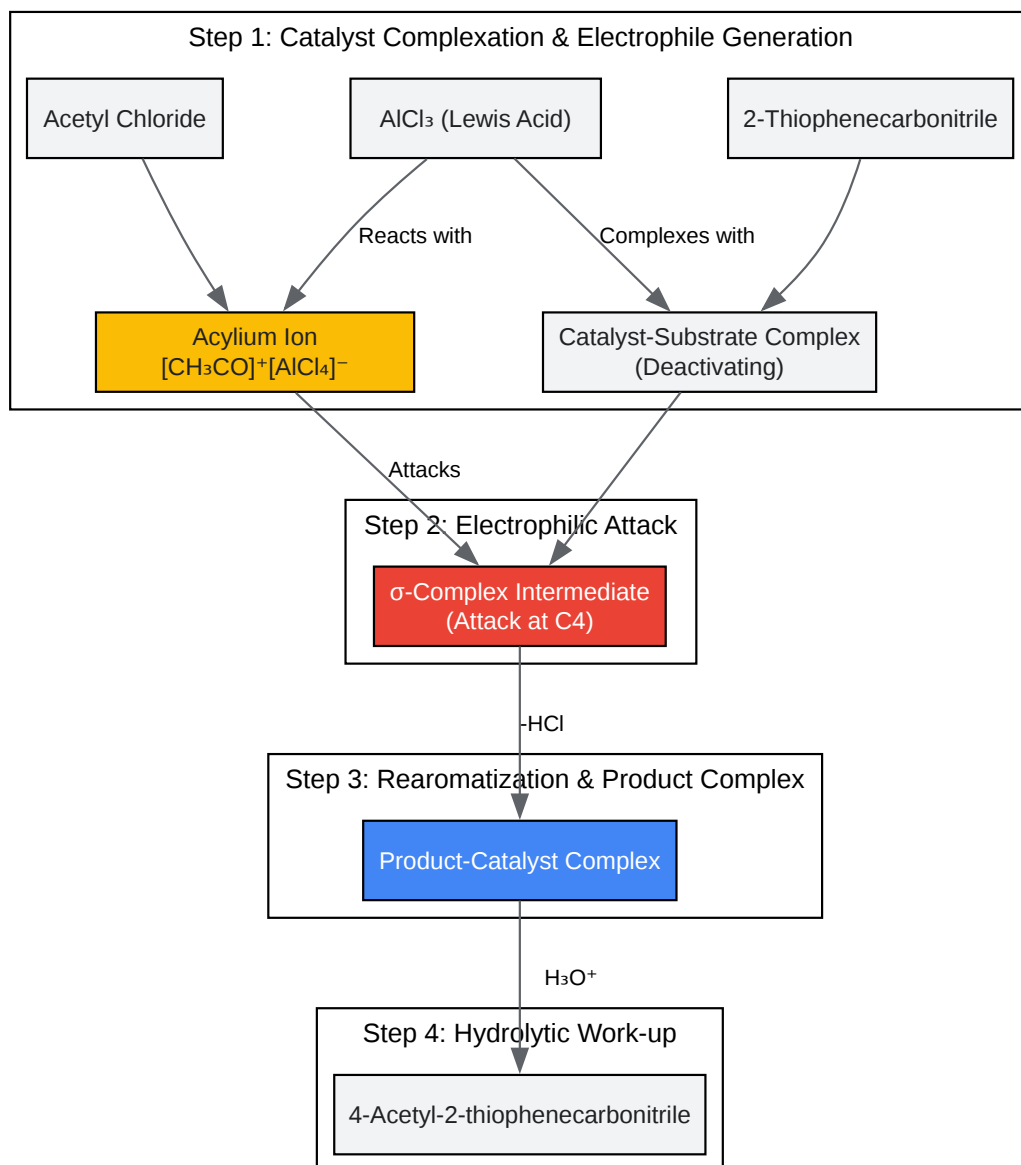 Step 1: Catalyst Complexation & Electrophile Generation
Acetyl Chloride
AlCl₃ (Lewis Acid)
2-Thiophenecarbonitrile
Reacts with
Complexes with
Acylium Ion
[CH₃CO]⁺[AlCl₄]⁻
Catalyst-Substrate Complex
(Deactivating)
Attacks
Step 2: Electrophilic Attack
σ-Complex Intermediate
(Attack at C4)
-HCl
Step 3: Rearomatization & Product Complex
Product-Catalyst Complex
H₃O⁺
Step 4: Hydrolytic Work-up
4-Acetyl-2-thiophenecarbonitrile